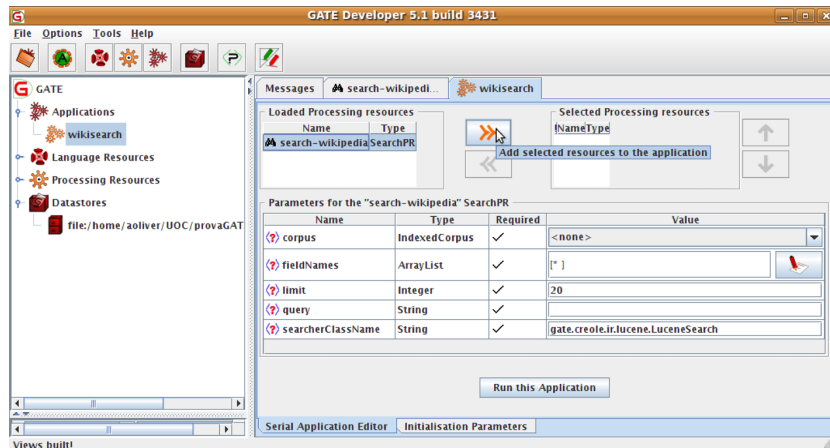 GATE Developer 5.1 build 3431
File Options Tools Help
GATE
Applications
wikisearch
Language Resources
Processing Resources
Datastores
file:/home/aoliver/UOC/provaGAT
Messages search-wikipedi... wikisearch
Loaded Processing resources
Name Type
search-wikipedia SearchPR
Selected Processing resources
!NameType
Add selected resources to the application
Parameters for the "search-wikipedia" SearchPR
Name Type Required Value
<?> corpus IndexedCorpus ✓ <none>
<?> fieldNames ArrayList ✓ [* ]
<?> limit Integer ✓ 20
<?> query String ✓
<?> searcherClassName String ✓ gate.creole.ir.lucene.LuceneSearch
Run this Application
Serial Application Editor Initialisation Parameters
Views built!